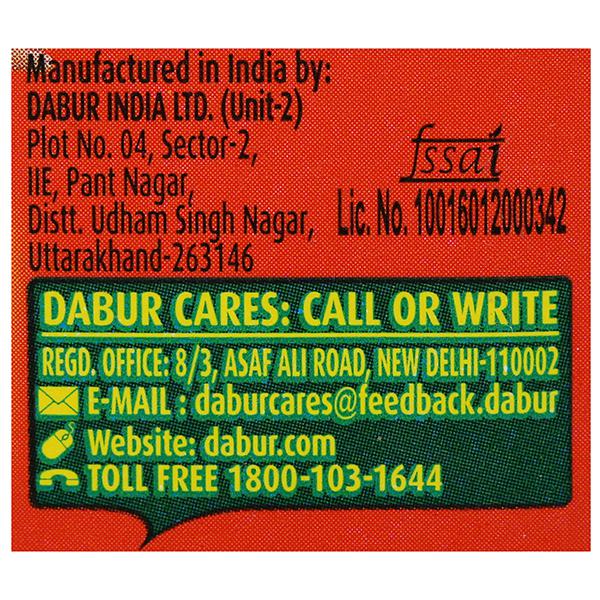 Manufactured in India by:
DABUR INDIA LTD. (Unit-2)
Plot No. 04, Sector-2,
IIE, Pant Nagar,
Distt. Udham Singh Nagar,
Uttarakhand-263146
fssai
Lic. No. 10016012000342
DABUR CARES: CALL OR WRITE
REGD. OFFICE: 8/3, ASAF ALI ROAD, NEW DELHI-110002
E-MAIL : daburcares@feedback.dabur
Website: dabur.com
TOLL FREE 1800-103-1644